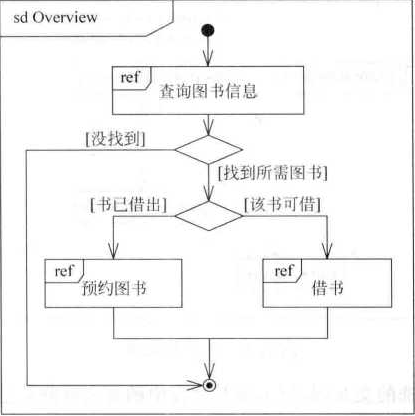 sd Overview
ref
查询图书信息
[没找到]
[找到所需图书]
[书已借出]
[该书可借]
ref
预约图书
ref
借书